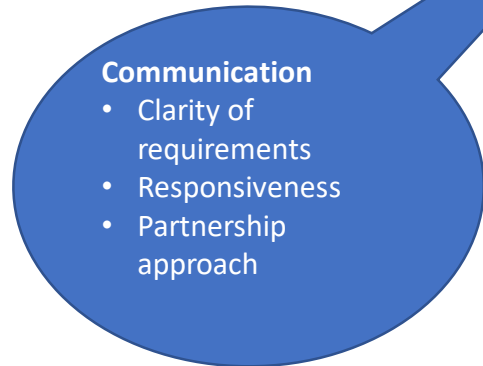 Communication
• Clarity of
requirements
• Responsiveness
• Partnership
approach